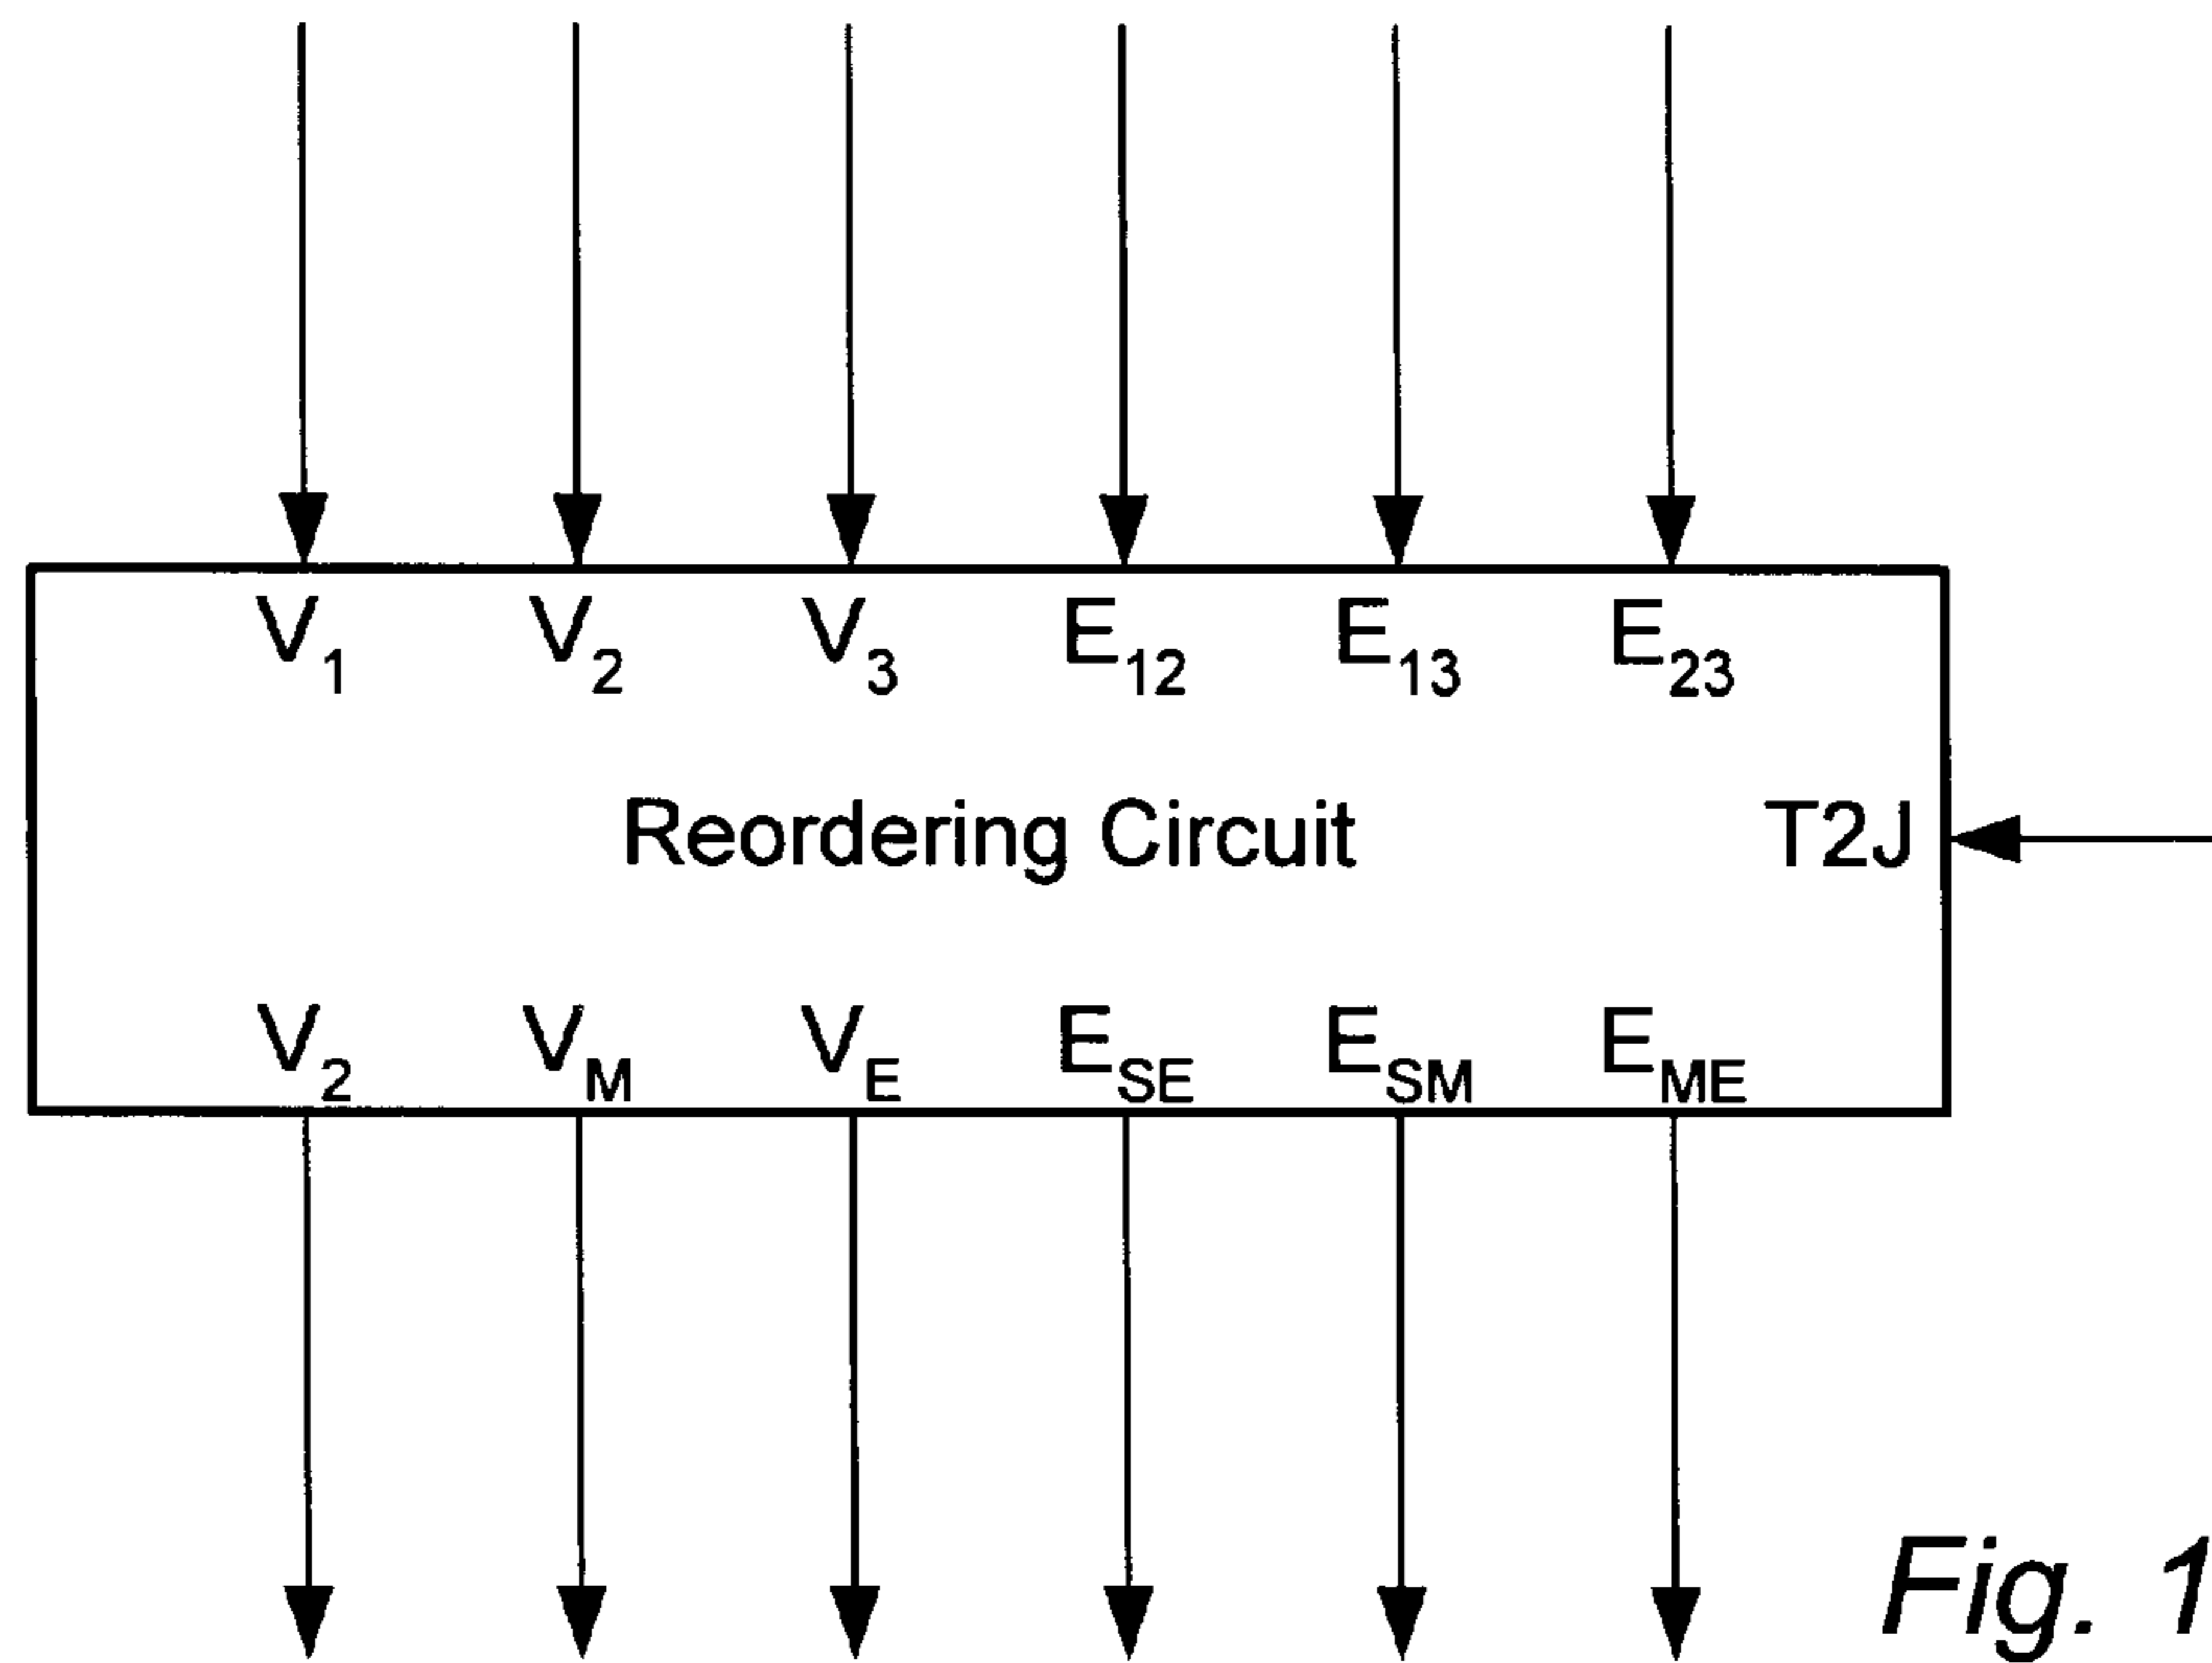 V1 V2 V3 E12 E13 E23
Reordering Circuit T2J
V2 VM VE ESE ESM EME
Fig. 1